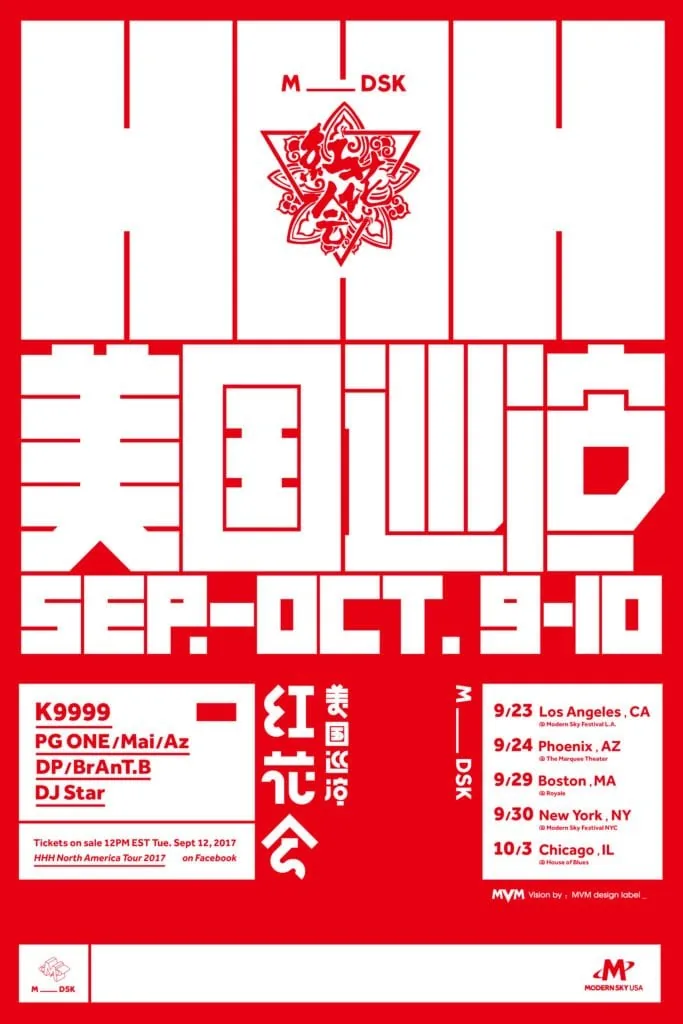 HHH
M __ DSK
红花会
美国巡演
SEP.-OCT. 9-10
K9999
PG ONE/Mai/Az
DP/BrAnT.B
DJ Star
Tickets on sale 12PM EST Tue. Sept 12, 2017
HHH North America Tour 2017 on Facebook
红花会
美国巡演
M __ DSK
9/23 Los Angeles , CA
@ Modern Sky Festival L.A.
9/24 Phoenix , AZ
@ The Marquee Theater
9/29 Boston , MA
@ Royale
9/30 New York , NY
@ Modern Sky Festival NYC
10/3 Chicago , IL
@ House of Blues
MVM Vision by : MVM design label _
M __ DSK
M
MODERN SKY USA